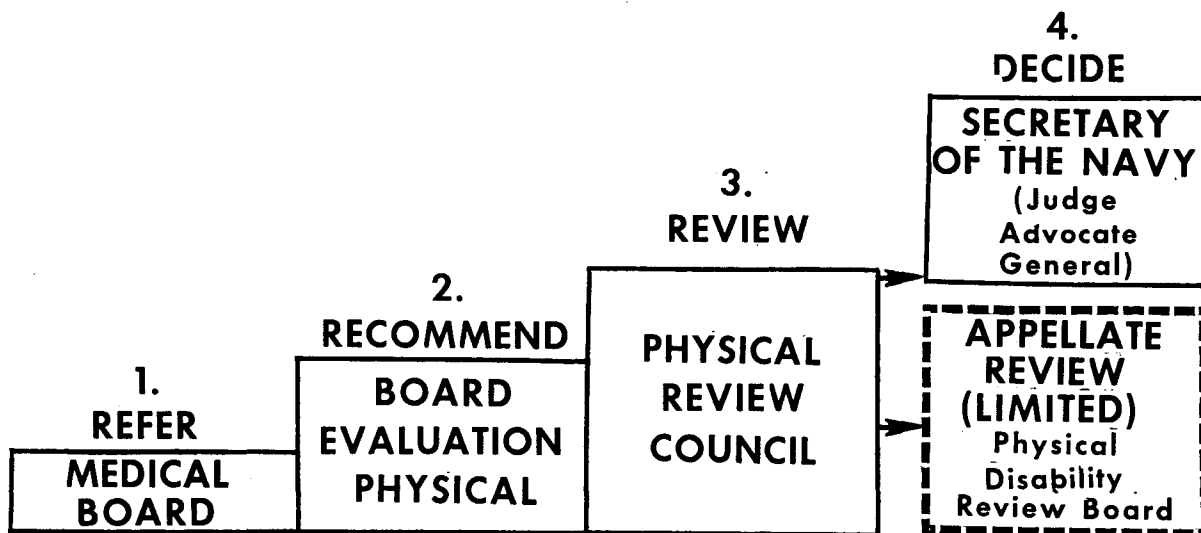 1.
REFER
MEDICAL
BOARD
2.
RECOMMEND
BOARD
EVALUATION
PHYSICAL
3.
REVIEW
PHYSICAL
REVIEW
COUNCIL
4.
DECIDE
SECRETARY
OF THE NAVY
(Judge
Advocate
General)
APPELLATE
REVIEW
(LIMITED)
Physical
Disability
Review Board